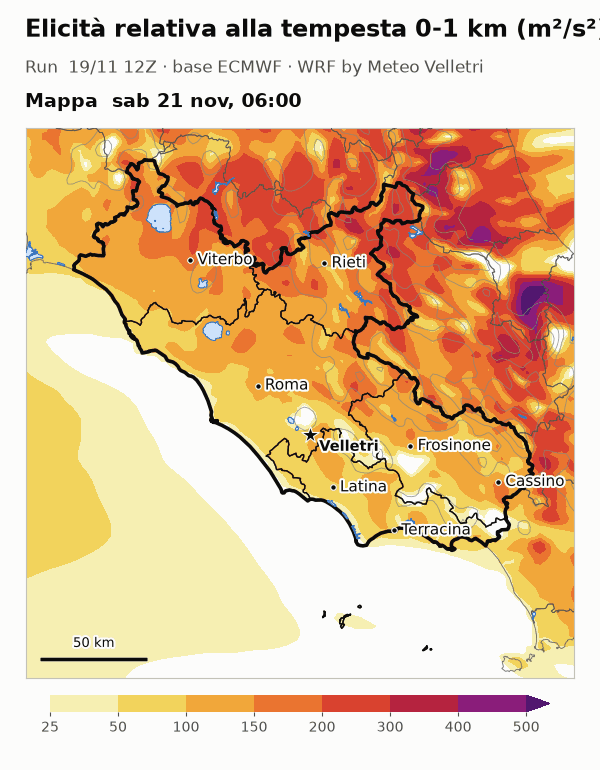 Elicità relativa alla tempesta 0-1 km (m²/s²)
Run 19/11 12Z · base ECMWF · WRF by Meteo Velletri
Mappa sab 21 nov, 06:00
Viterbo
Rieti
Roma
Velletri
Frosinone
Latina
Cassino
Terracina
50 km
25 50 100 150 200 300 400 500